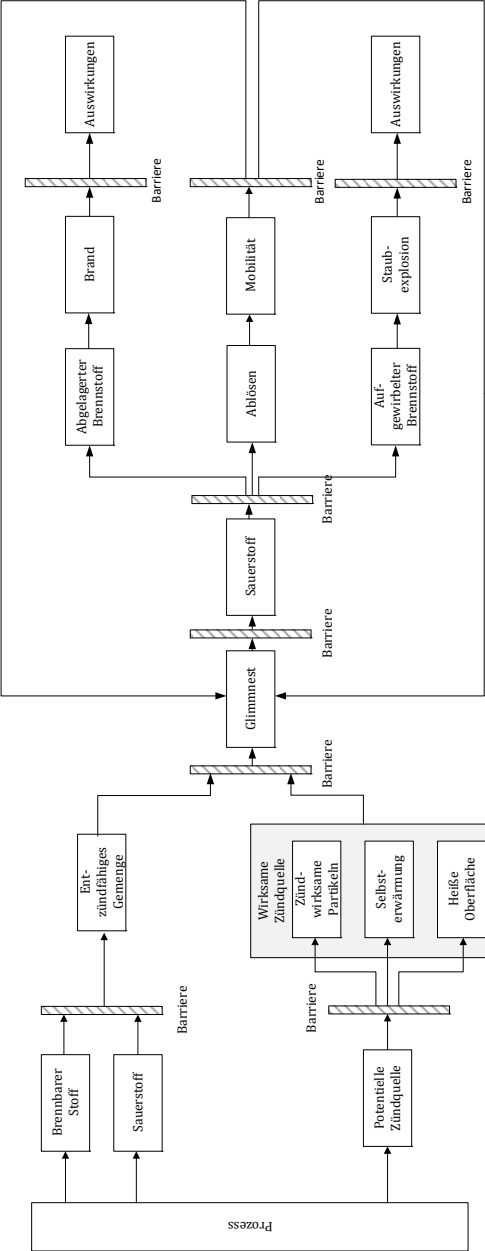 Prozess
Brennbarer
Stoff
Sauerstoff
Barriere
Ent-
zündfähiges
Gemenge
Potentielle
Zündquelle
Barriere
Wirksame
Zündquelle
Zünd-
wirksame
Partikeln
Selbst-
erwärmung
Heiße
Oberfläche
Barriere
Glimmnest
Barriere
Sauerstoff
Barriere
Abgelagerter
Brennstoff
Brand
Barriere
Auswirkungen
Ablösen
Mobilität
Barriere
Auf-
gewirbelter
Brennstoff
Staub-
explosion
Barriere
Auswirkungen